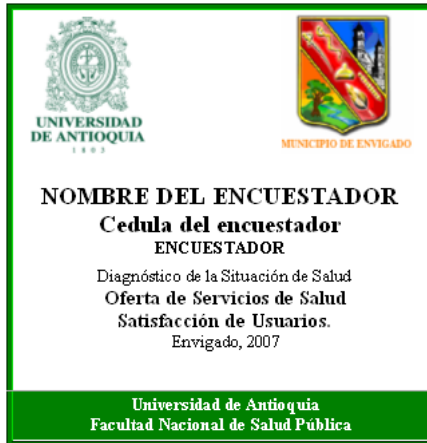 UNIVERSIDAD
DE ANTIOQUIA
1803
MUNICIPIO DE ENVIGADO
NOMBRE DEL ENCUESTADOR
Cedula del encuestador
ENCUESTADOR
Diagnóstico de la Situación de Salud
Oferta de Servicios de Salud
Satisfacción de Usuarios.
Envigado, 2007
Universidad de Antioquia
Facultad Nacional de Salud Pública